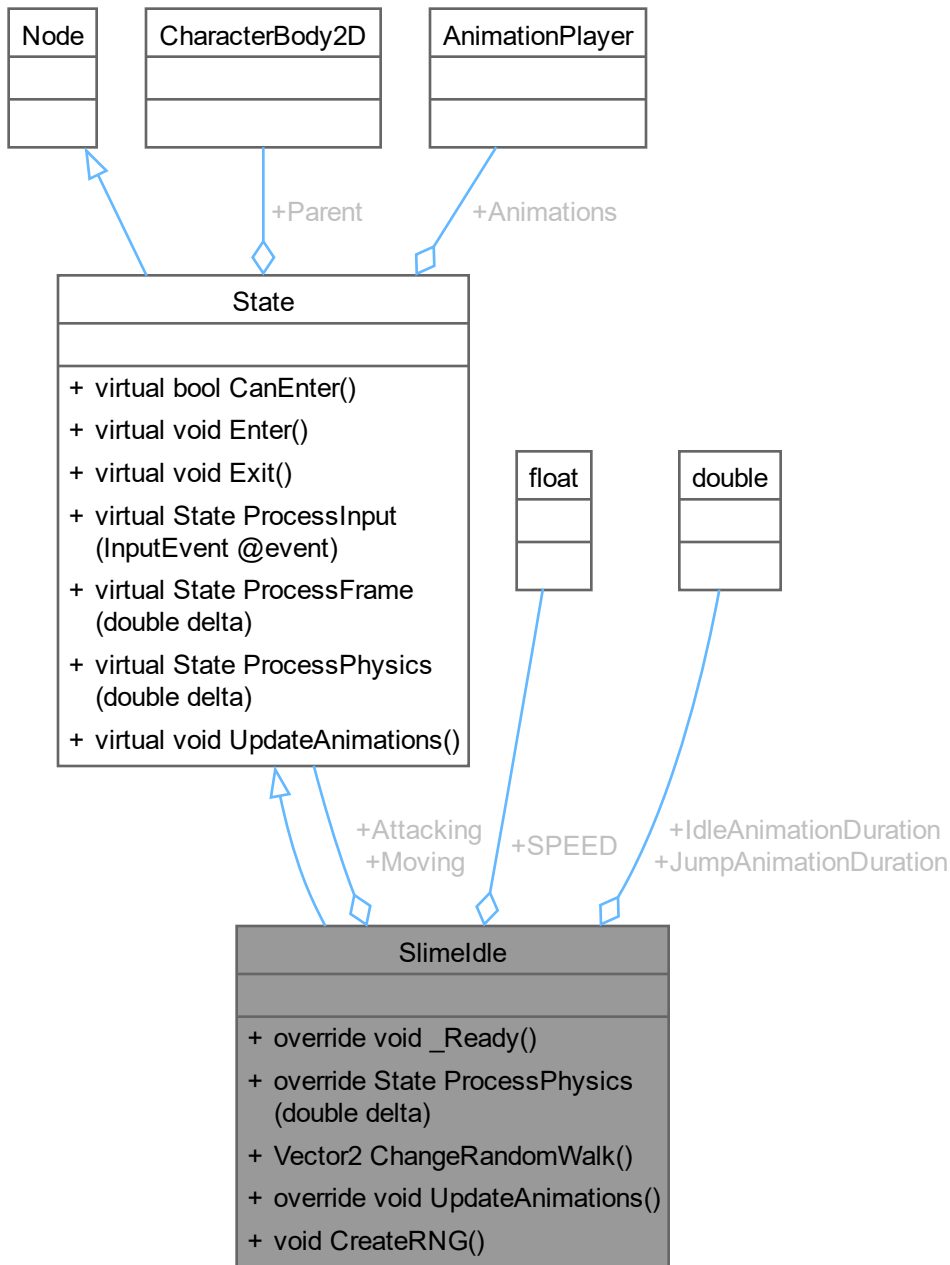 Node
CharacterBody2D
AnimationPlayer
+Parent
+Animations
State
+ virtual bool CanEnter()
+ virtual void Enter()
+ virtual void Exit()
+ virtual State ProcessInput
(InputEvent @event)
+ virtual State ProcessFrame
(double delta)
+ virtual State ProcessPhysics
(double delta)
+ virtual void UpdateAnimations()
float
double
+Attacking
+Moving
+SPEED
+IdleAnimationDuration
+JumpAnimationDuration
SlimeIdle
+ override void _Ready()
+ override State ProcessPhysics
(double delta)
+ Vector2 ChangeRandomWalk()
+ override void UpdateAnimations()
+ void CreateRNG()